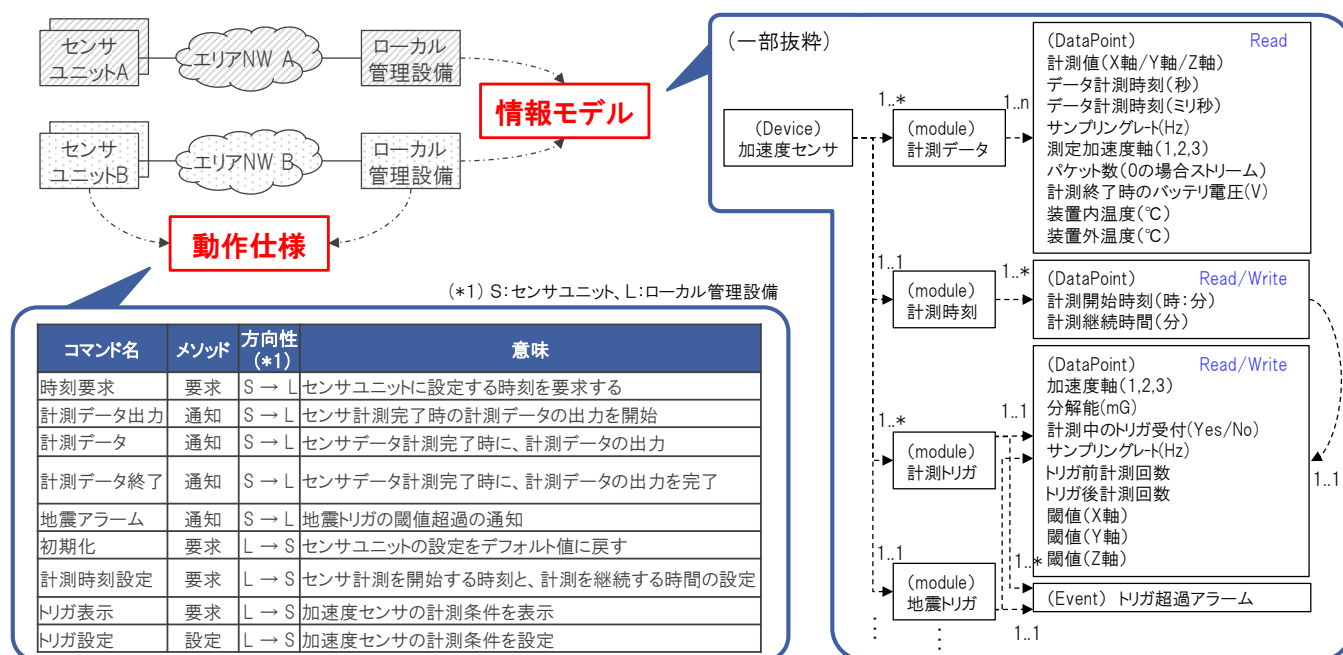 センサ
ユニットA
エリアNW A
ローカル
管理設備
センサ
ユニットB
エリアNW B
ローカル
管理設備
情報モデル
動作仕様
(*1) S:センサユニット、L:ローカル管理設備
コマンド名 メソッド 方向性(*1) 意味
時刻要求 要求 S → L センサユニットに設定する時刻を要求する
計測データ出力 通知 S → L センサ計測完了時の計測データの出力を開始
計測データ 通知 S → L センサデータ計測完了時に、計測データの出力
計測データ終了 通知 S → L センサデータ計測完了時に、計測データの出力を完了
地震アラーム 通知 S → L 地震トリガの閾値超過の通知
初期化 要求 L → S センサユニットの設定をデフォルト値に戻す
計測時刻設定 要求 L → S センサ計測を開始する時刻と、計測を継続する時間の設定
トリガ表示 要求 L → S 加速度センサの計測条件を表示
トリガ設定 設定 L → S 加速度センサの計測条件を設定
(一部抜粋)
(Device)
加速度センサ
1..*
(module)
計測データ
1..n
(DataPoint) Read
計測値(X軸/Y軸/Z軸)
データ計測時刻(秒)
データ計測時刻(ミリ秒)
サンプリングレート(Hz)
測定加速度軸(1,2,3)
パケット数(0の場合ストリーム)
計測終了時のバッテリ電圧(V)
装置内温度(℃)
装置外温度(℃)
1..1
(module)
計測時刻
1..*
(DataPoint) Read/Write
計測開始時刻(時:分)
計測継続時間(分)
1..*
(module)
計測トリガ
1..1
(DataPoint) Read/Write
加速度軸(1,2,3)
分解能(mG)
計測中のトリガ受付(Yes/No)
サンプリングレート(Hz)
トリガ前計測回数
トリガ後計測回数
閾値(X軸)
閾値(Y軸)
閾値(Z軸)
1..1
1..1
(module)
地震トリガ
1..*
(Event) トリガ超過アラーム
1..1